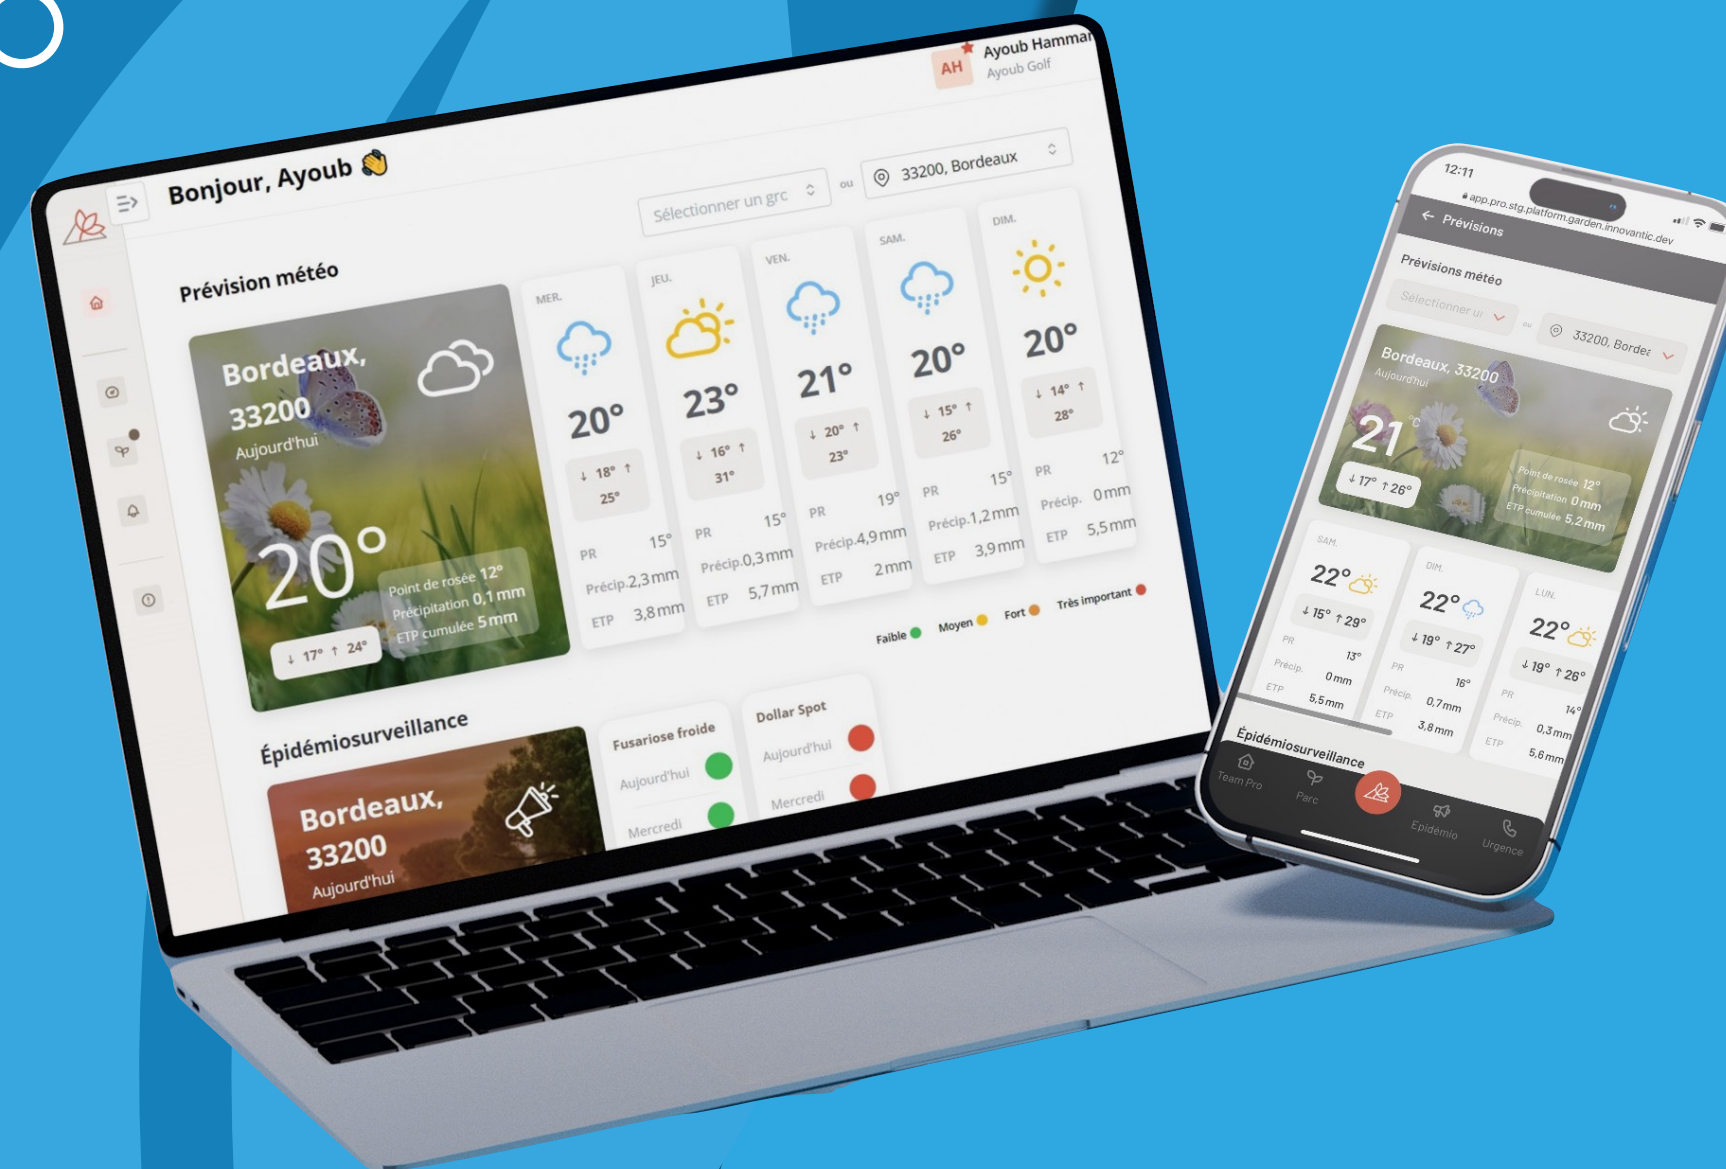 AH
Ayoub Hammar
Ayoub Golf
Bonjour, Ayoub 👋
Sélectionner un grc
ou
33200, Bordeaux
Prévision météo
Bordeaux,
33200
Aujourd'hui
20°
↓ 17° ↑ 24°
Point de rosée 12°
Précipitation 0,1 mm
ETP cumulée 5 mm
MER.
20°
↓ 18° ↑
25°
PR 15°
Précip. 2,3 mm
ETP 3,8 mm
JEU.
23°
↓ 16° ↑
31°
PR 15°
Précip. 0,3 mm
ETP 5,7 mm
VEN.
21°
↓ 20° ↑
23°
PR 19°
Précip. 4,9 mm
ETP 2 mm
SAM.
20°
↓ 15° ↑
26°
PR 15°
Précip. 1,2 mm
ETP 3,9 mm
DIM.
20°
↓ 14° ↑
28°
PR 12°
Précip. 0 mm
ETP 5,5 mm
Faible Moyen Fort Très important
Épidémiosurveillance
Bordeaux,
33200
Aujourd'hui
Fusariose froide
Aujourd'hui
Mercredi
Dollar Spot
Aujourd'hui
Mercredi
12:11
app.pro.stg.platform.garden.innovantic.dev
← Prévisions
Prévisions météo
Sélectionner ui
ou
33200, Bordea
Bordeaux, 33200
Aujourd'hui
21°C
↓ 17° ↑ 26°
Point de rosée 12°
Précipitation 0 mm
ETP cumulée 5,2 mm
SAM.
22°
↓ 15° ↑ 29°
PR 13°
Précip. 0 mm
ETP 5,5 mm
DIM.
22°
↓ 19° ↑ 27°
PR 16°
Précip. 0,7 mm
ETP 3,8 mm
LUN.
22°
↓ 19° ↑ 26°
PR 14°
Précip. 0,3 mm
ETP 5,6 mm
Épidémiosurveillance
Team Pro
Parc
Epidémio
Urgence